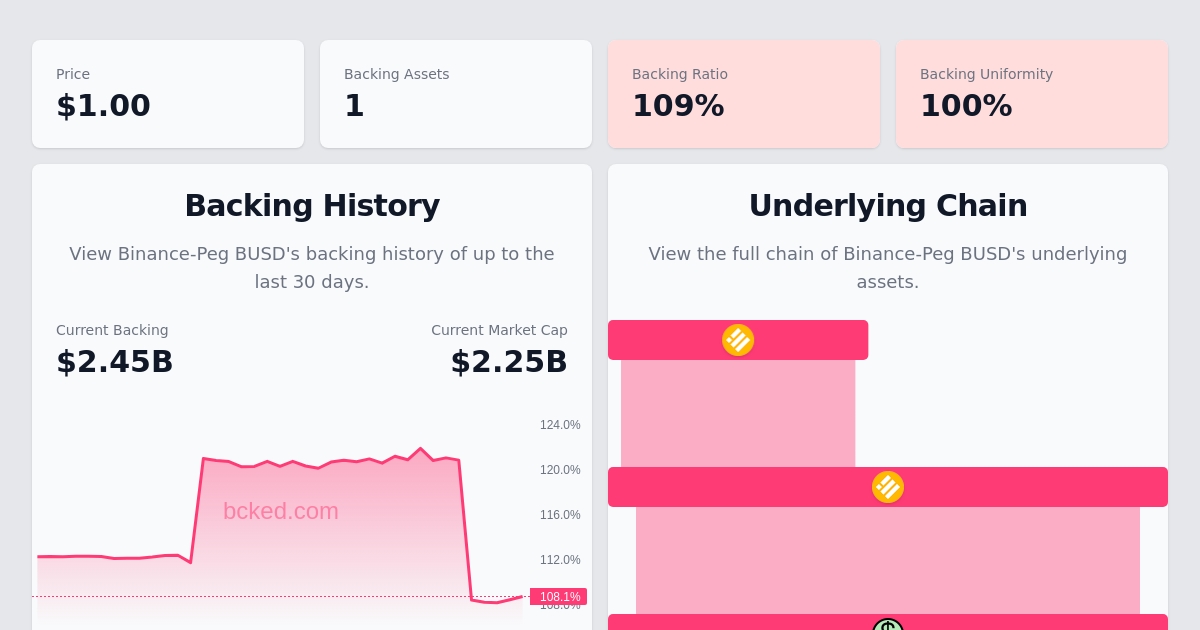 Price
$1.00
Backing Assets
1
Backing Ratio
109%
Backing Uniformity
100%
Backing History
View Binance-Peg BUSD's backing history of up to the
last 30 days.
Current Backing
$2.45B
Current Market Cap
$2.25B
124.0%
120.0%
116.0%
112.0%
108.1%
108.0%
bcked.com
Underlying Chain
View the full chain of Binance-Peg BUSD's underlying
assets.
$